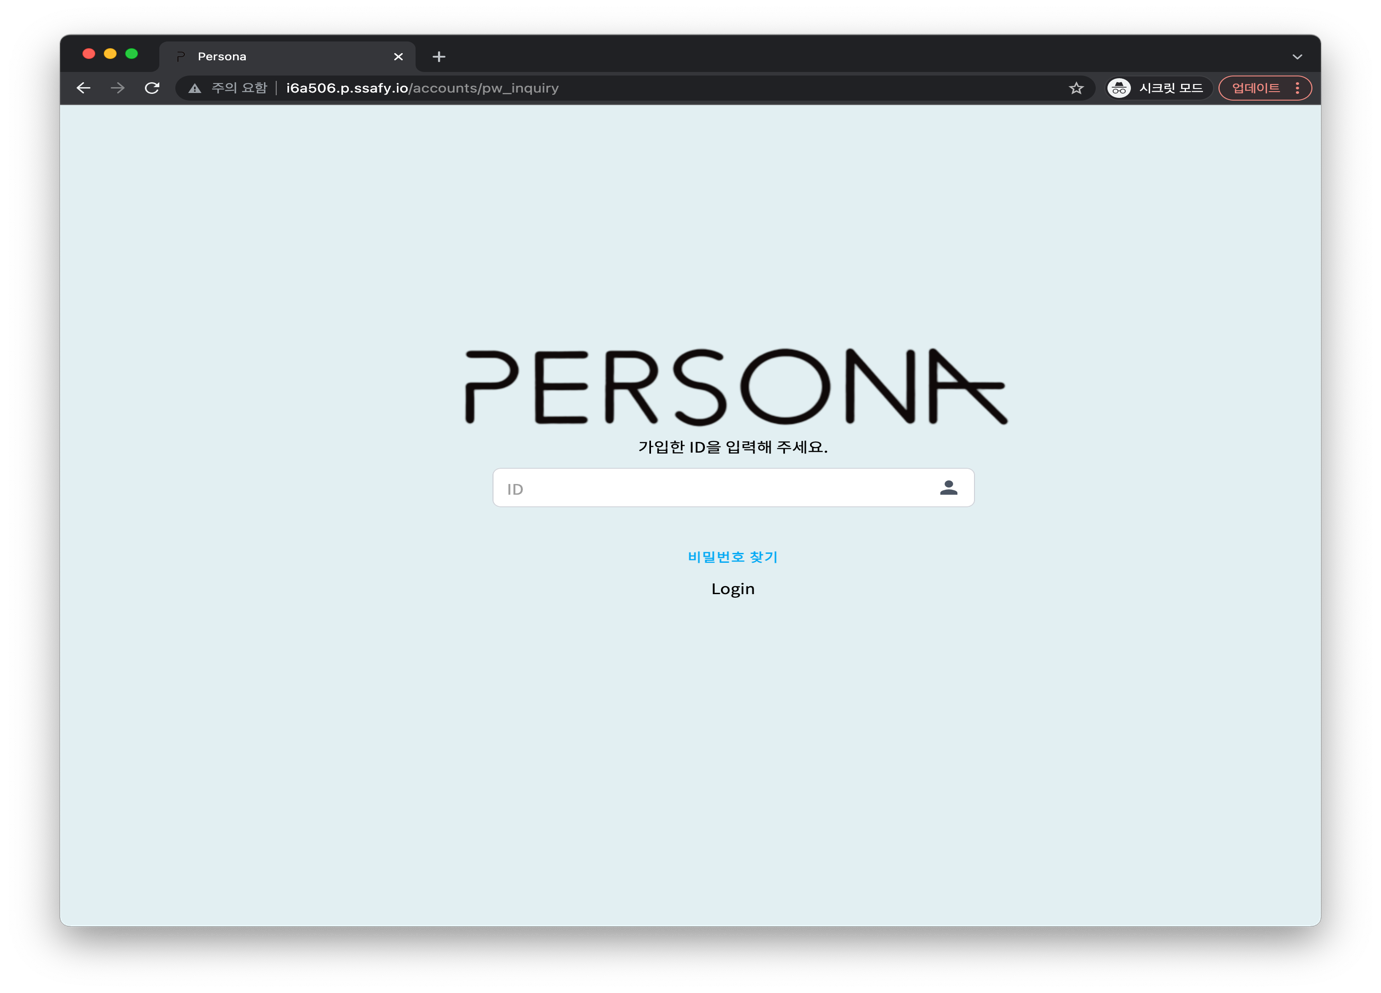 Persona
주의 요함 | i6a506.p.ssafy.io/accounts/pw_inquiry
시크릿 모드
업데이트
PERSONA
가입한 ID을 입력해 주세요.
ID
비밀번호 찾기
Login